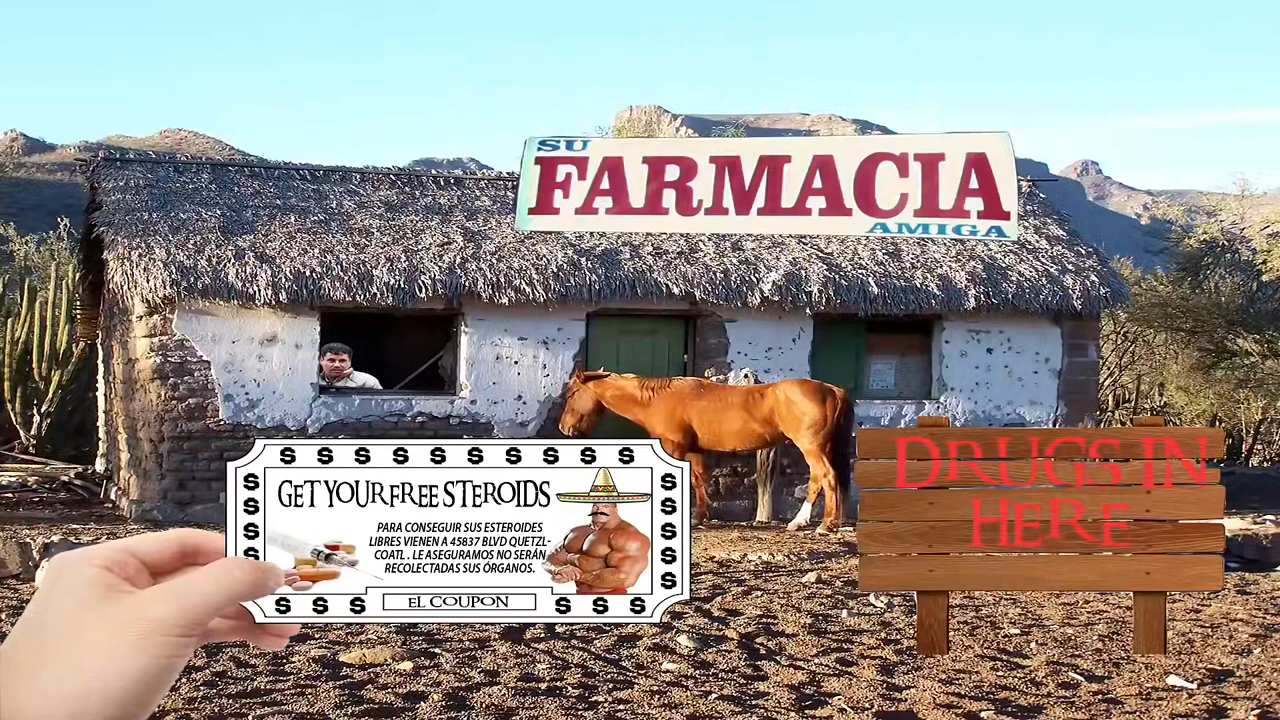 SU
FARMACIA
AMIGA
DRUGS IN
HERE
$ $ $ $ $ $ $ $ $ $
GET YOUR FREE STEROIDS
PARA CONSEGUIR SUS ESTEROIDES
LIBRES VIENEN A 45837 BLVD QUETZL-
COATL . LE ASEGURAMOS NO SERÁN
RECOLECTADAS SUS ÓRGANOS.
$ $ $ EL COUPON $ $ $